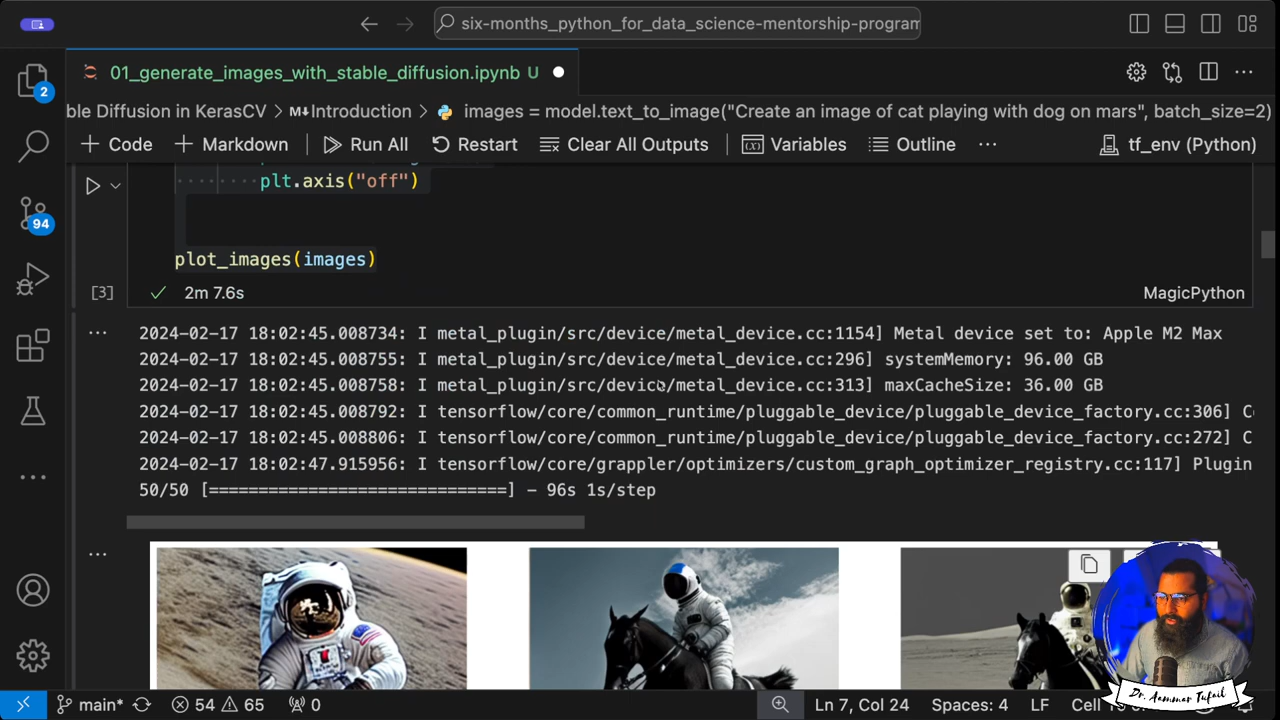 six-months_python_for_data_science-mentorship-program
2
94
01_generate_images_with_stable_diffusion.ipynb U
ble Diffusion in KerasCV > M↓Introduction > images = model.text_to_image("Create an image of cat playing with dog on mars", batch_size=2)
+ Code + Markdown Run All Restart Clear All Outputs Variables Outline ... tf_env (Python)
plt.axis("off")
plot_images(images)
[3] ✓ 2m 7.6s MagicPython
2024-02-17 18:02:45.008734: I metal_plugin/src/device/metal_device.cc:1154] Metal device set to: Apple M2 Max
2024-02-17 18:02:45.008755: I metal_plugin/src/device/metal_device.cc:296] systemMemory: 96.00 GB
2024-02-17 18:02:45.008758: I metal_plugin/src/device/metal_device.cc:313] maxCacheSize: 36.00 GB
2024-02-17 18:02:45.008792: I tensorflow/core/common_runtime/pluggable_device/pluggable_device_factory.cc:306]
2024-02-17 18:02:45.008806: I tensorflow/core/common_runtime/pluggable_device/pluggable_device_factory.cc:272] C
2024-02-17 18:02:47.915956: I tensorflow/core/grappler/optimizers/custom_graph_optimizer_registry.cc:117] Plugin
50/50 [==============================] - 96s 1s/step
Dr. Aammar Tufail
main* 54 65 0 Ln 7, Col 24 Spaces: 4 LF Cell